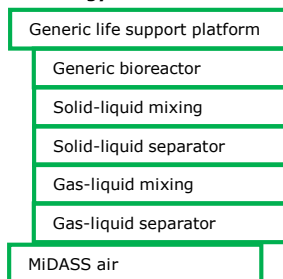 Generic life support platform
Generic bioreactor
Solid-liquid mixing
Solid-liquid separator
Gas-liquid mixing
Gas-liquid separator
MiDASS air